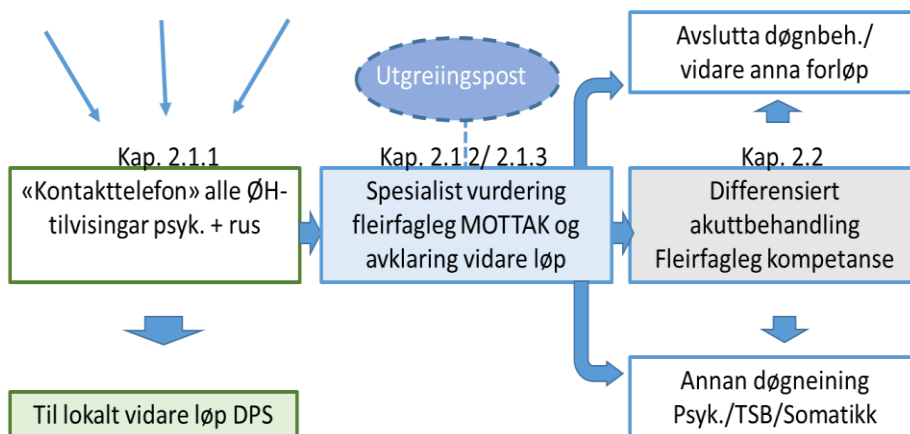 Utgreiingspost
Avslutta døgnbeh./
vidare anna forløp
Kap. 2.1.1
«Kontakttelefon» alle ØH-
tilvisingar psyk. + rus
Kap. 2.1 2/ 2.1.3
Spesialist vurdering
fleirfagleg MOTTAK og
avklaring vidare løp
Kap. 2.2
Differensiert
akuttbehandling
Fleirfagleg kompetanse
Til lokalt vidare løp DPS
Annan døgneining
Psyk./TSB/Somatikk